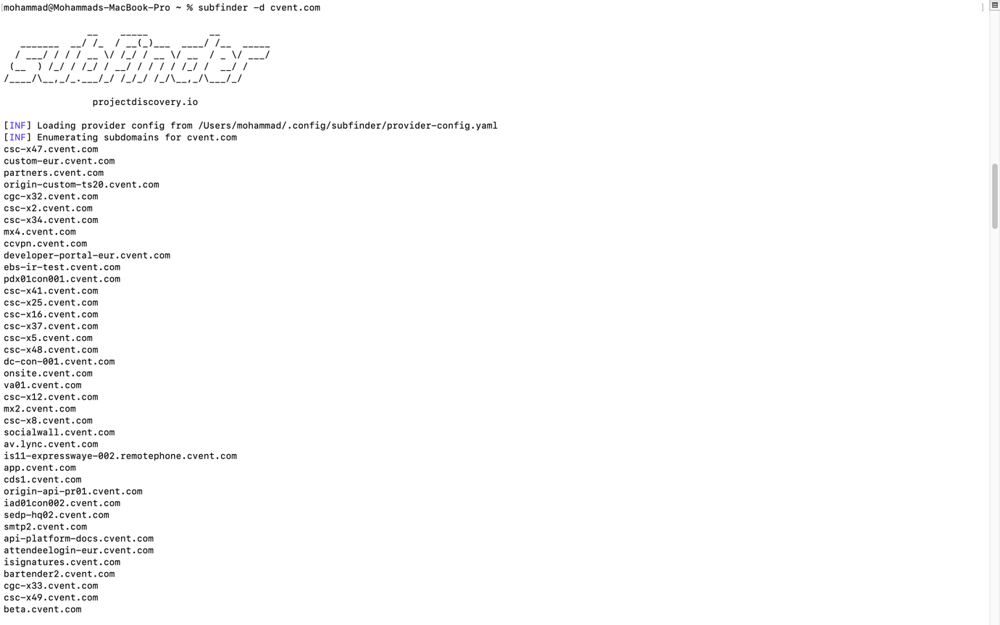 mohammad@Mohammads-MacBook-Pro ~ % subfinder -d cvent.com
               __    _____           __
   _______  __/ /_  / __(_)___  ____/ /__  _____
  / ___/ / / / __ \/ /_/ / __ \/ __  / _ \/ ___/
 (__  ) /_/ / /_/ / __/ / / / / /_/ /  __/ /
/____/\__,_/_.___/_/ /_/_/ /_/\__,_/\___/_/
projectdiscovery.io
[INF] Loading provider config from /Users/mohammad/.config/subfinder/provider-config.yaml
[INF] Enumerating subdomains for cvent.com
csc-x47.cvent.com
custom-eur.cvent.com
partners.cvent.com
origin-custom-ts20.cvent.com
cgc-x32.cvent.com
csc-x2.cvent.com
csc-x34.cvent.com
mx4.cvent.com
ccvpn.cvent.com
developer-portal-eur.cvent.com
ebs-ir-test.cvent.com
pdx01con001.cvent.com
csc-x41.cvent.com
csc-x25.cvent.com
csc-x16.cvent.com
csc-x37.cvent.com
csc-x5.cvent.com
csc-x48.cvent.com
dc-con-001.cvent.com
onsite.cvent.com
va01.cvent.com
csc-x12.cvent.com
mx2.cvent.com
csc-x8.cvent.com
socialwall.cvent.com
av.lync.cvent.com
is11-expresswaye-002.remotephone.cvent.com
app.cvent.com
cds1.cvent.com
origin-api-pr01.cvent.com
iad01con002.cvent.com
sedp-hq02.cvent.com
smtp2.cvent.com
api-platform-docs.cvent.com
attendeelogin-eur.cvent.com
isignatures.cvent.com
bartender2.cvent.com
cgc-x33.cvent.com
csc-x49.cvent.com
beta.cvent.com